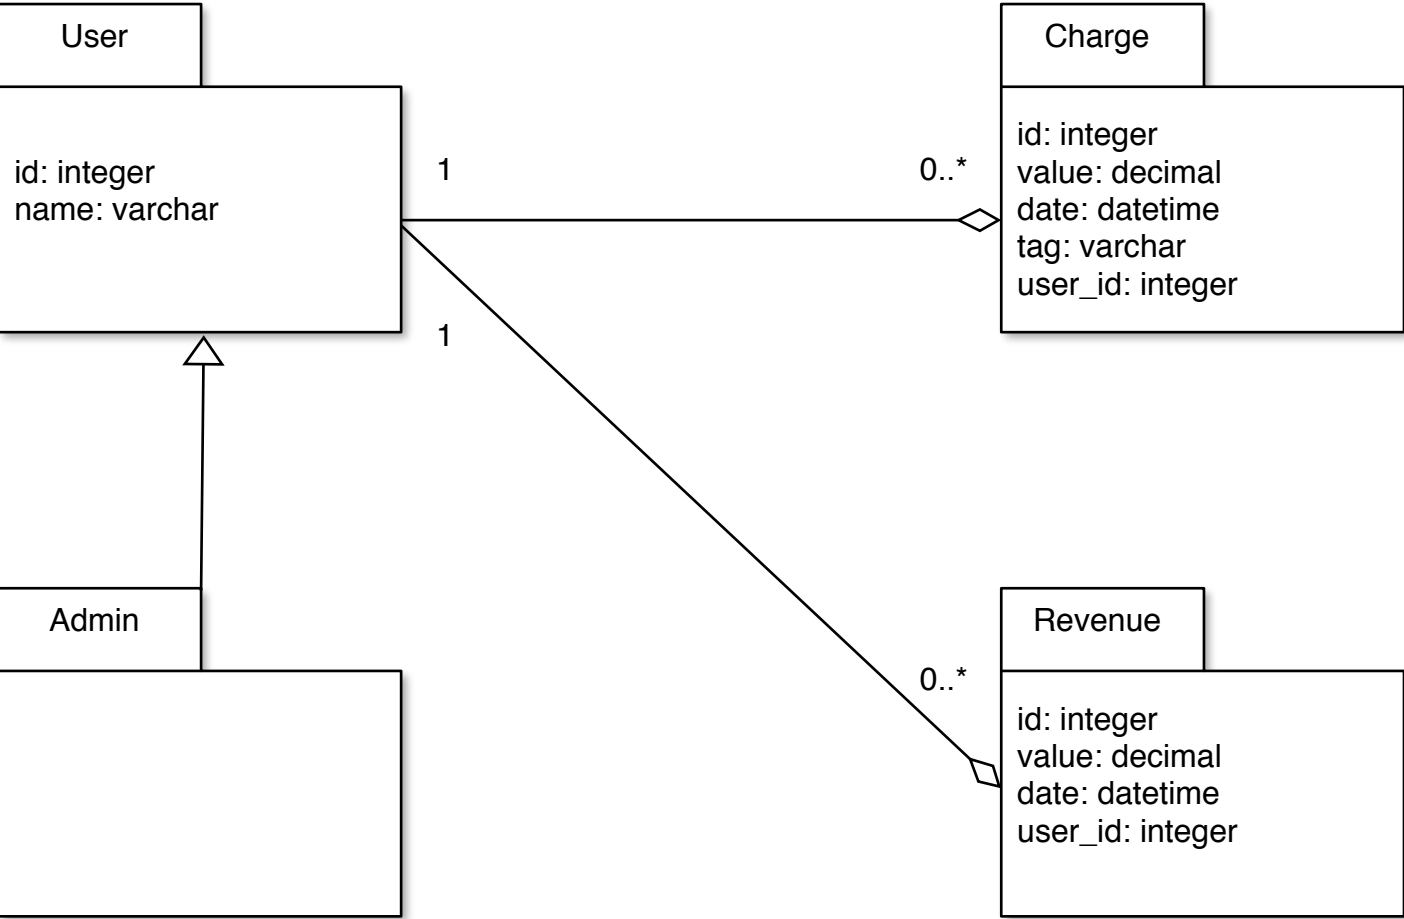 User
id: integer
name: varchar
1
0..*
Charge
id: integer
value: decimal
date: datetime
tag: varchar
user_id: integer
1
0..*
Admin
Revenue
id: integer
value: decimal
date: datetime
user_id: integer